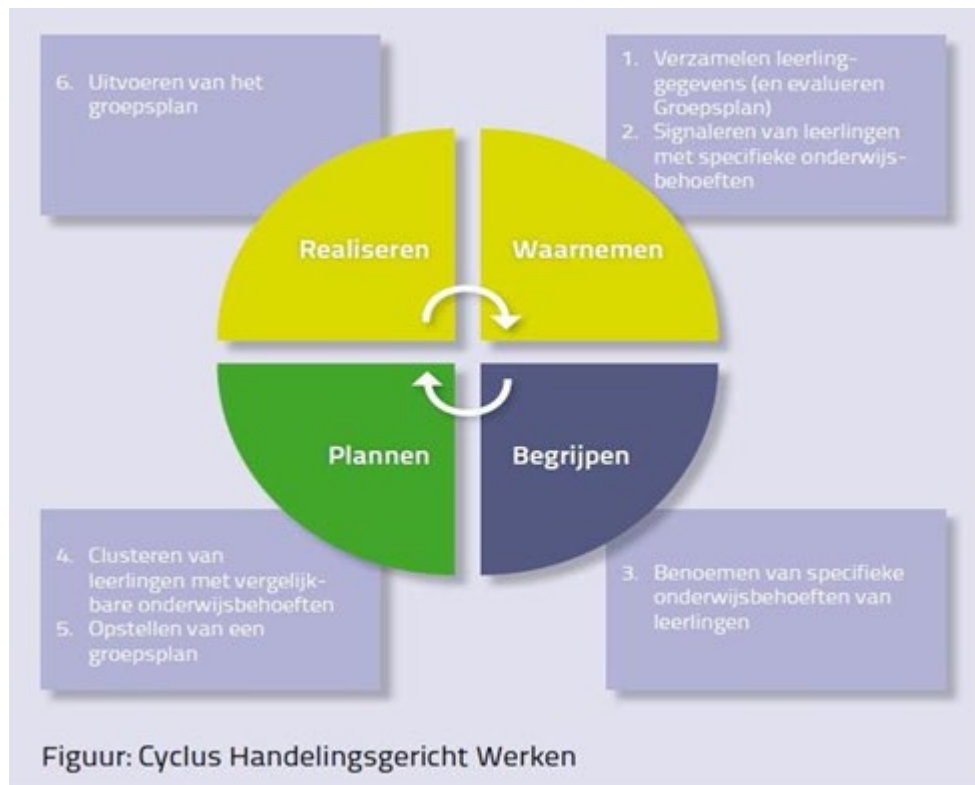 6. Uitvoeren van het
groepsplan
1. Verzamelen leerling-
gegevens (en evalueren
Groepsplan)
2. Signaleren van leerlingen
met specifieke onderwijs-
behoeften
Realiseren
Waarnemen
Plannen
Begrijpen
4. Clusteren van
leerlingen met vergelijk-
bare onderwijsbehoeften
5. Opstellen van een
groepsplan
3. Benoemen van specifieke
onderwijsbehoeften van
leerlingen
Figuur: Cyclus Handelingsgericht Werken